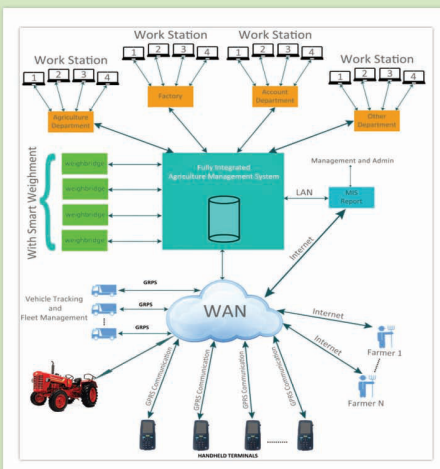 Work Station
1 2 3 4
Work Station
1 2 3 4
Work Station
1 2 3 4
Work Station
1 2 3 4
Agriculture
Department
Factory
Account
Department
Other
Department
With Smart Weighment
weighbridge
weighbridge
weighbridge
weighbridge
Fully Integrated
Agriculture Management System
Management and Admin
LAN
MIS
Report
Internet
Vehicle Tracking
and
Fleet Management
GRPS
GRPS
GRPS
WAN
Internet
Internet
Farmer 1
Farmer N
GPRS Communication
GPRS Communication
GPRS Communication
GPRS Communication
HANDHELD TERMINALS